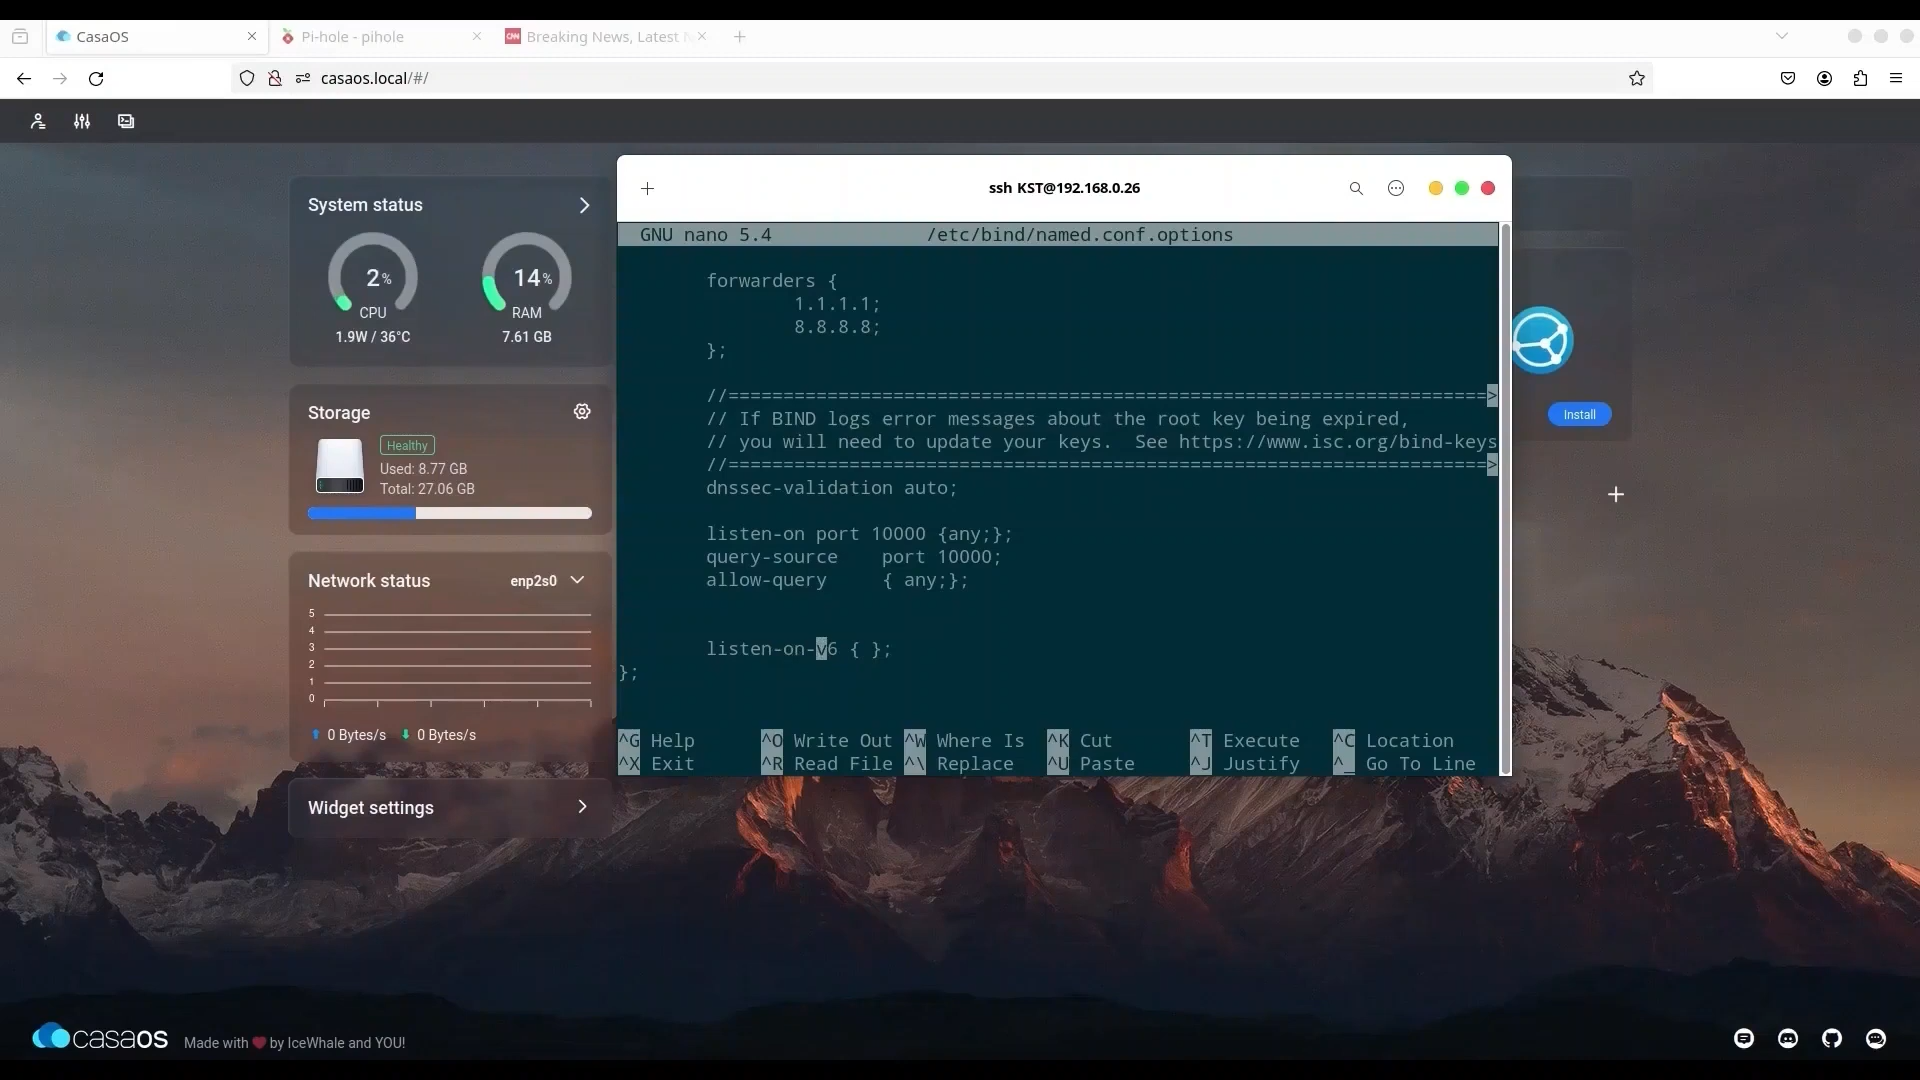 CasaOS
Pi-hole - pihole
CNN
Breaking News, Latest N
casaos.local/#/
System status
2%
CPU
1.9W / 36°C
14%
RAM
7.61 GB
Storage
Healthy
Used: 8.77 GB
Total: 27.06 GB
Network status
enp2s0
5
4
3
2
1
0
0 Bytes/s
0 Bytes/s
Widget settings
ssh KST@192.168.0.26
GNU nano 5.4 /etc/bind/named.conf.options
forwarders {
1.1.1.1;
8.8.8.8;
};
//======================================================================>
// If BIND logs error messages about the root key being expired,
// you will need to update your keys.  See https://www.isc.org/bind-keys
//======================================================================>
dnssec-validation auto;
listen-on port 10000 {any;};
query-source    port 10000;
allow-query     { any;};
listen-on-v6 { };
};
^G Help ^O Write Out ^W Where Is ^K Cut ^T Execute ^C Location
^X Exit ^R Read File ^\ Replace ^U Paste ^J Justify ^_ Go To Line
Install
casaos
Made with ❤ by IceWhale and YOU!